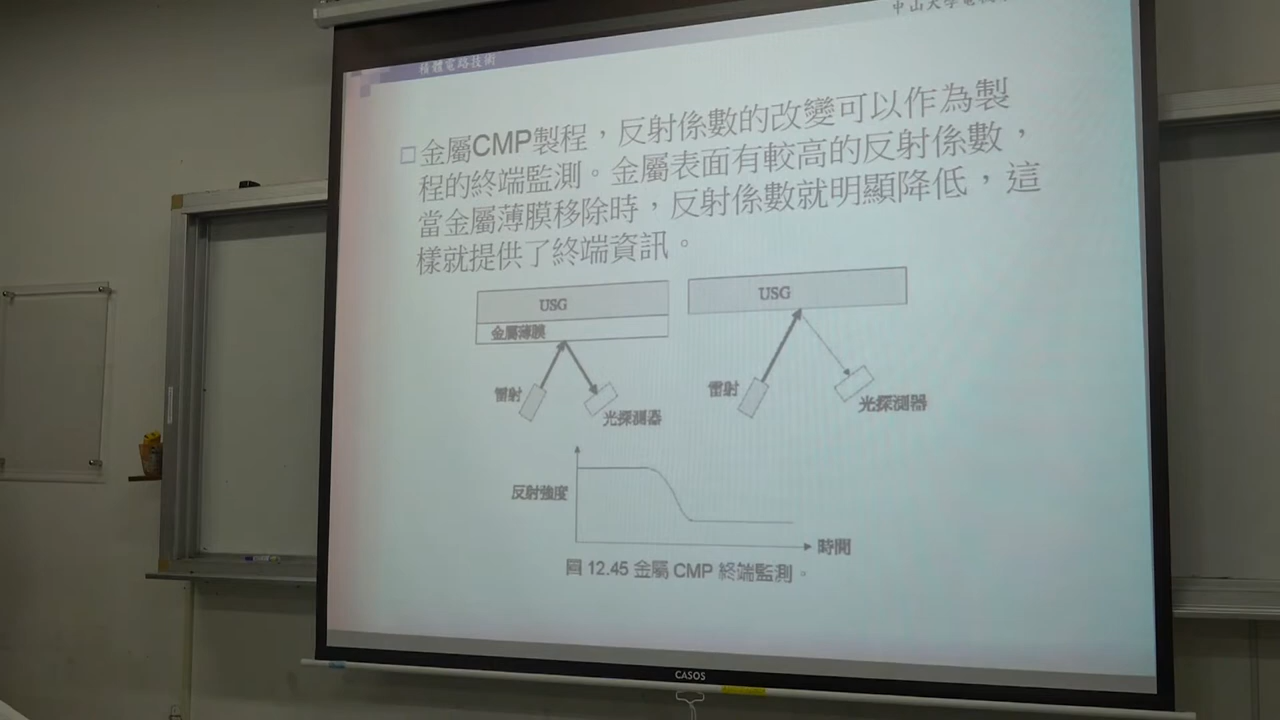 中山大學電機
積體電路技術
金屬CMP製程，反射係數的改變可以作為製
程的終端監測。金屬表面有較高的反射係數，
當金屬薄膜移除時，反射係數就明顯降低，這
樣就提供了終端資訊。
USG
金屬薄膜
雷射
光探測器
USG
雷射
光探測器
反射強度
時間
圖 12.45 金屬 CMP 終端監測。
CASOS